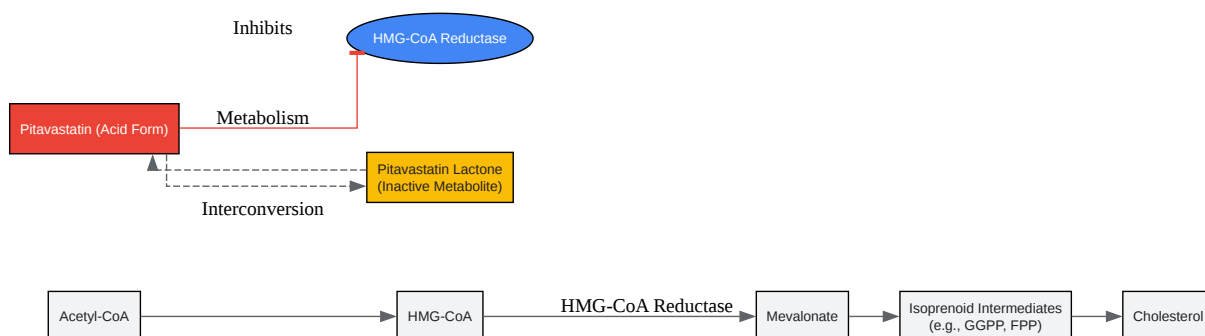 Inhibits
HMG-CoA Reductase
Pitavastatin (Acid Form)
Metabolism
Pitavastatin Lactone
(Inactive Metabolite)
Interconversion
Acetyl-CoA
HMG-CoA
HMG-CoA Reductase
Mevalonate
Isoprenoid Intermediates
(e.g., GGPP, FPP)
Cholesterol